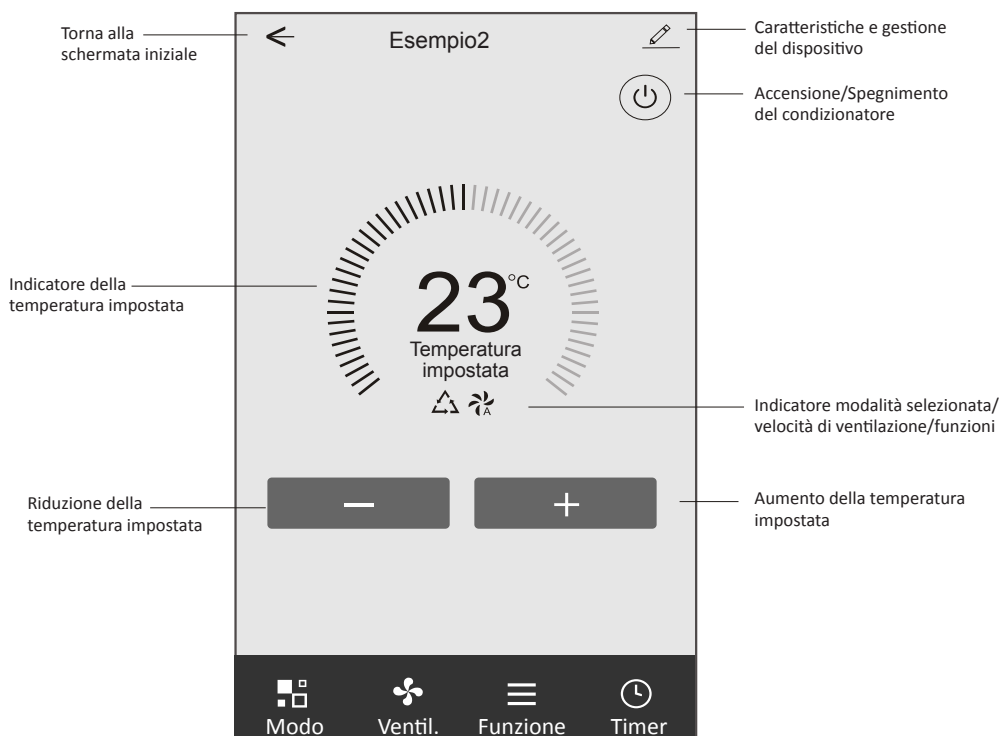 Torna alla
schermata iniziale
Esempio2
Caratteristiche e gestione
del dispositivo
Accensione/Spegnimento
del condizionatore
Indicatore della
temperatura impostata
23°C
Temperatura
impostata
A
Indicatore modalità selezionata/
velocità di ventilazione/funzioni
Riduzione della
temperatura impostata
Aumento della temperatura
impostata
Modo
Ventil.
Funzione
Timer